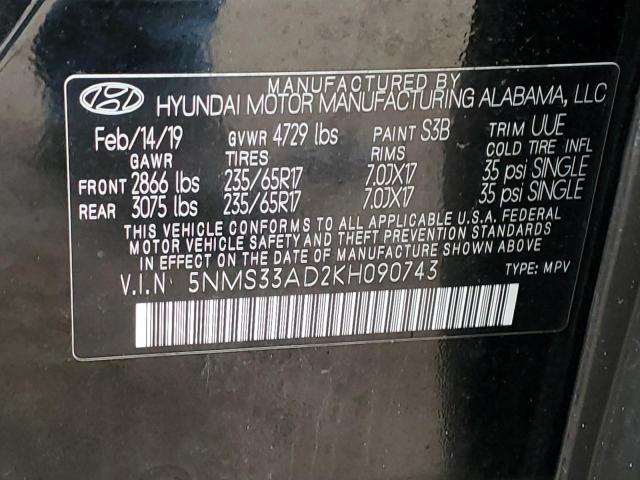 MANUFACTURED BY
HYUNDAI MOTOR MANUFACTURING ALABAMA, LLC
Feb/14/19 GVWR 4729 lbs PAINT S3B TRIM UUE
GAWR TIRES RIMS COLD TIRE INFL
FRONT 2866 lbs 235/65R17 7.0JX17 35 psi SINGLE
REAR 3075 lbs 235/65R17 7.0JX17 35 psi SINGLE
THIS VEHICLE CONFORMS TO ALL APPLICABLE U.S.A. FEDERAL
MOTOR VEHICLE SAFETY AND THEFT PREVENTION STANDARDS
IN EFFECT ON THE DATE OF MANUFACTURE SHOWN ABOVE.
V.I.N 5NMS33AD2KH090743 TYPE: MPV